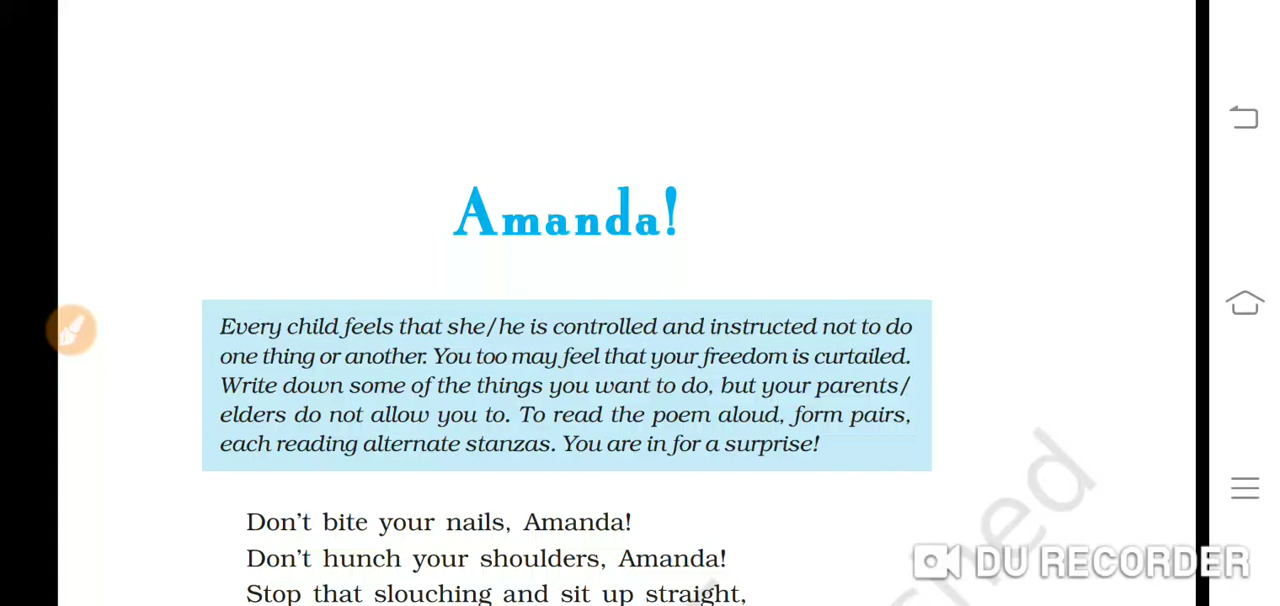 Amanda!
Every child feels that she/he is controlled and instructed not to do
one thing or another. You too may feel that your freedom is curtailed.
Write down some of the things you want to do, but your parents/
elders do not allow you to. To read the poem aloud, form pairs,
each reading alternate stanzas. You are in for a surprise!
Don't bite your nails, Amanda!
Don't hunch your shoulders, Amanda!
Stop that slouching and sit up straight,
DU RECORDER